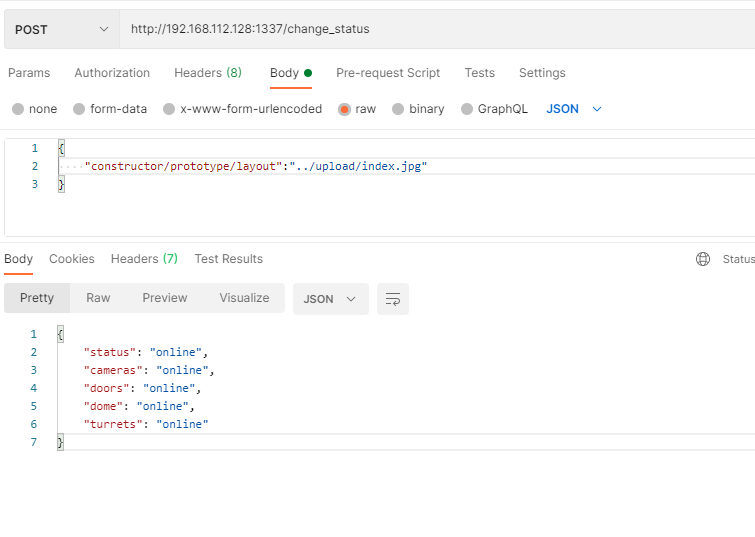 POST http://192.168.112.128:1337/change_status
Params Authorization Headers (8) Body Pre-request Script Tests Settings
none form-data x-www-form-urlencoded raw binary GraphQL JSON
1 {
2 "constructor/prototype/layout":"../upload/index.jpg"
3 }
Body Cookies Headers (7) Test Results Status
Pretty Raw Preview Visualize JSON
1 {
2 "status": "online",
3 "cameras": "online",
4 "doors": "online",
5 "dome": "online",
6 "turrets": "online"
7 }